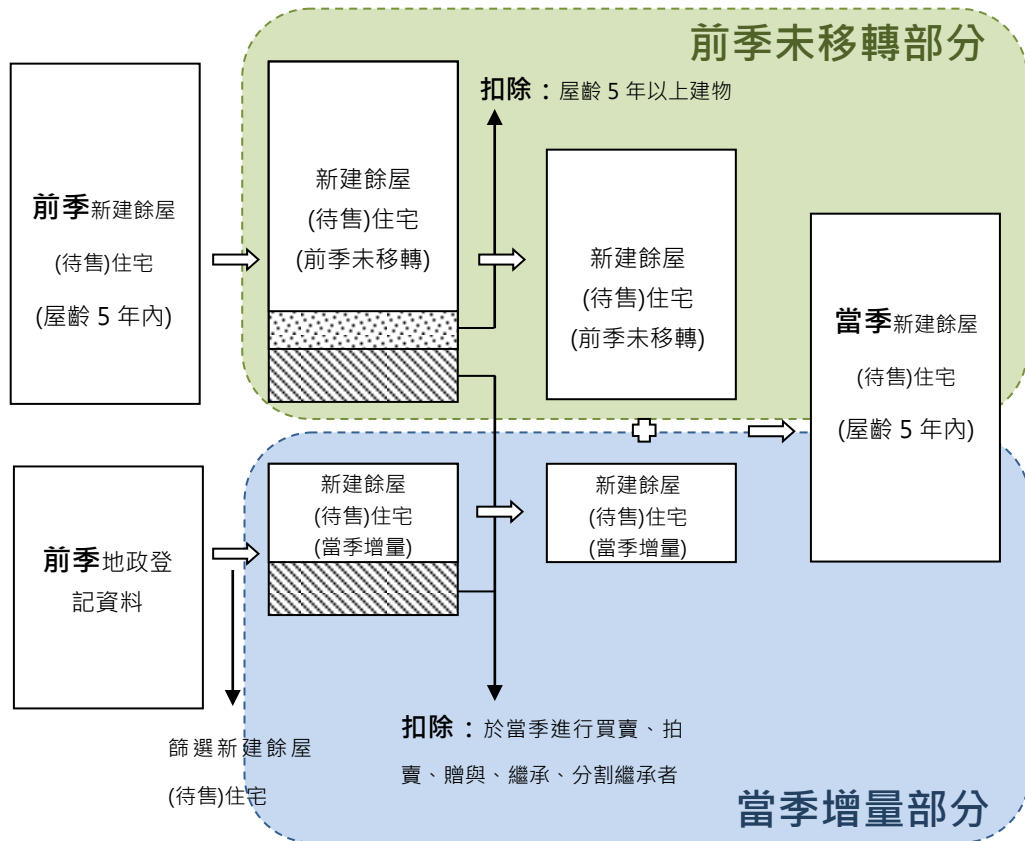 前季未移轉部分
扣除：屋齡 5 年以上建物
前季新建餘屋
(待售)住宅
(屋齡 5 年內)
新建餘屋
(待售)住宅
(前季未移轉)
新建餘屋
(待售)住宅
(前季未移轉)
當季新建餘屋
(待售)住宅
(屋齡 5 年內)
前季地政登
記資料
新建餘屋
(待售)住宅
(當季增量)
新建餘屋
(待售)住宅
(當季增量)
篩選新建餘屋
(待售)住宅
扣除：於當季進行買賣、拍
賣、贈與、繼承、分割繼承者
當季增量部分